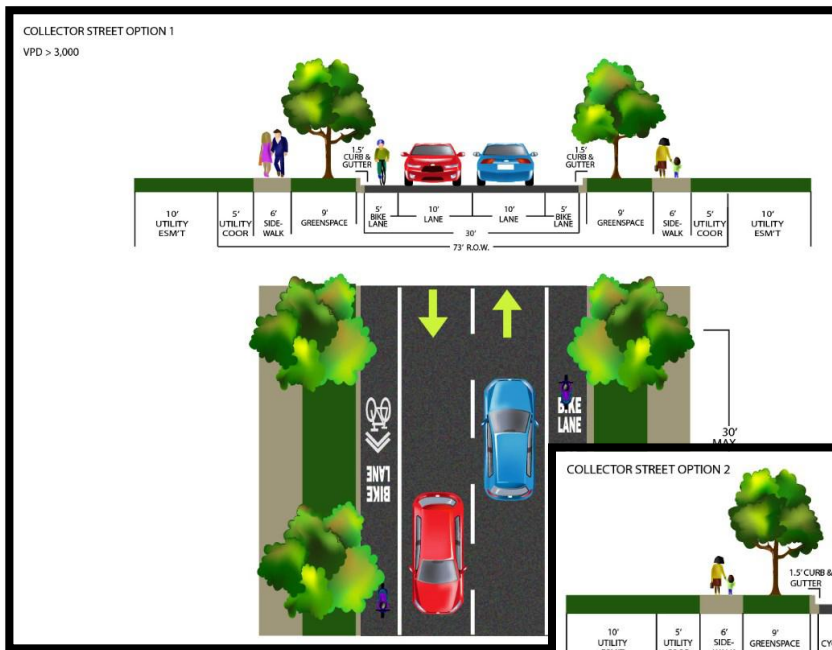 COLLECTOR STREET OPTION 1
VPD > 3,000
1.5'
CURB &
GUTTER
1.5'
CURB &
GUTTER
10'
UTILITY
ESM'T
5'
UTILITY
COOR
6'
SIDE-
WALK
9'
GREENSPACE
5'
BIKE
LANE
10'
LANE
10'
LANE
5'
BIKE
LANE
9'
GREENSPACE
6'
SIDE-
WALK
5'
UTILITY
COOR
10'
UTILITY
ESM'T
30'
73' R.O.W.
BIKE
LANE
BIKE
LANE
30'
MAX
COLLECTOR STREET OPTION 2
1.5' CURB &
GUTTER
10'
UTILITY
ESM'T
5'
UTILITY
6'
SIDE-
9'
GREENSPACE